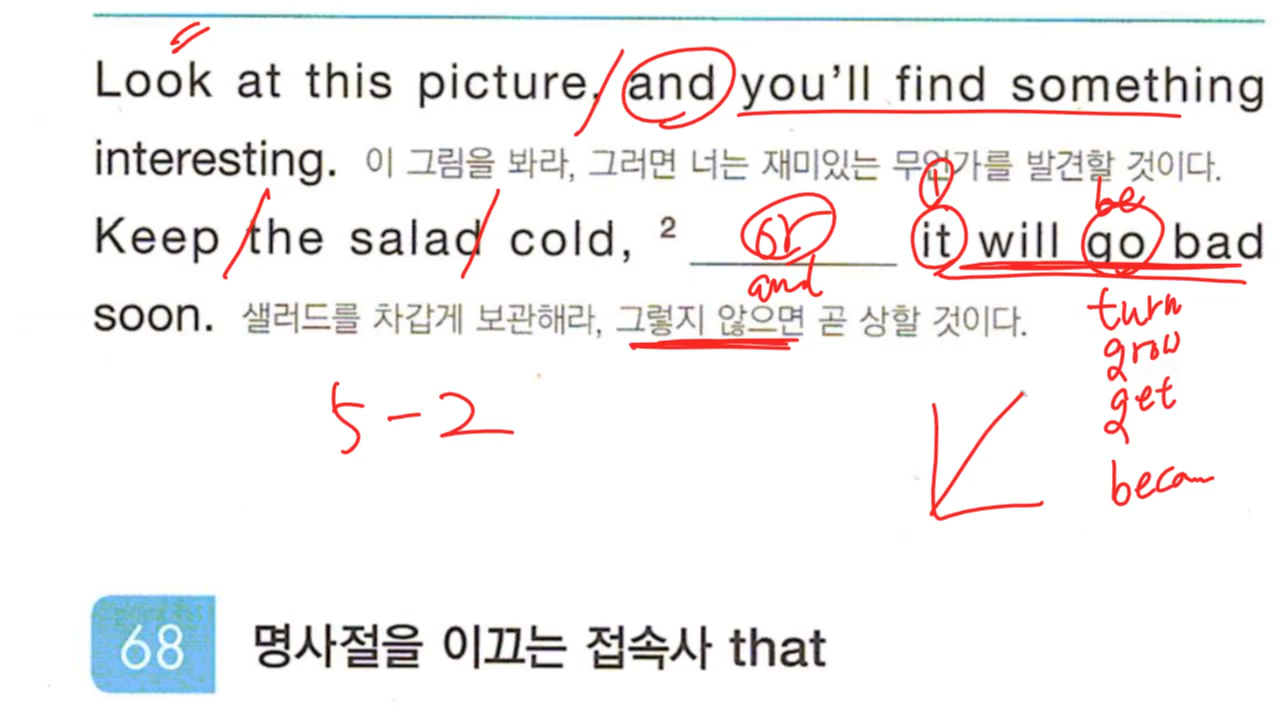 Look at this picture, and you'll find something
interesting. 이 그림을 봐라, 그러면 너는 재미있는 무언가를 발견할 것이다.
be
Keep the salad cold, 2 or it will go bad
and
soon. 샐러드를 차갑게 보관해라, 그렇지 않으면 곧 상할 것이다.
turn
grow
get
5-2
68 명사절을 이끄는 접속사 that